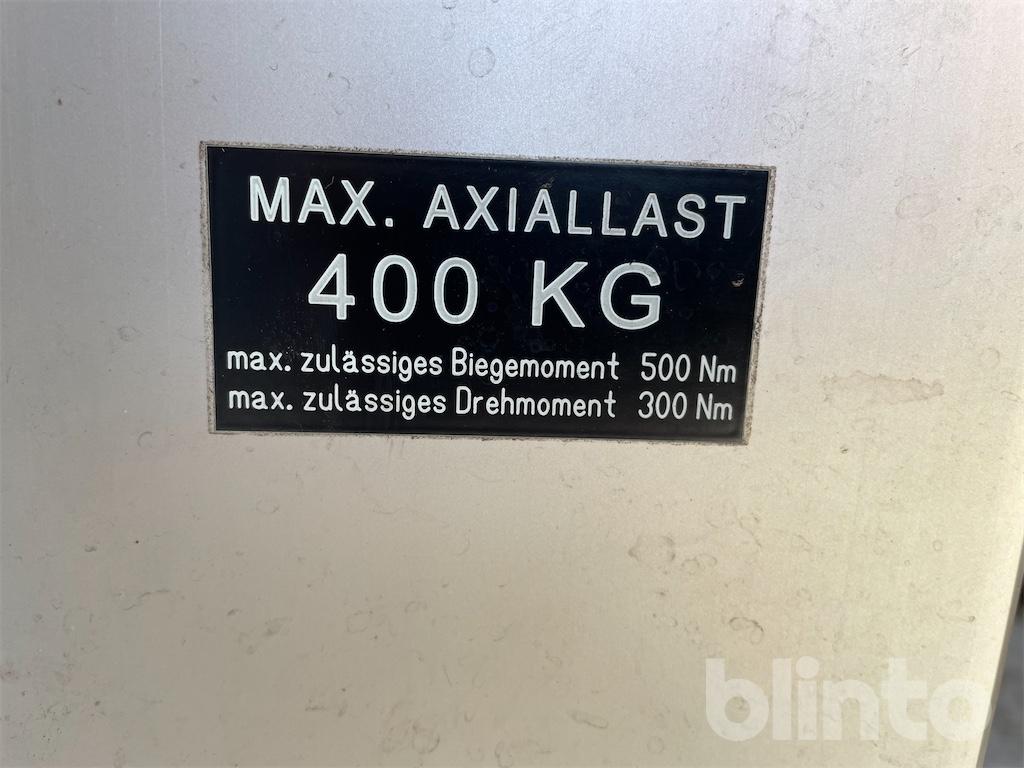 MAX. AXIALLAST
400 KG
max. zulässiges Biegemoment 500 Nm
max. zulässiges Drehmoment 300 Nm
blinto